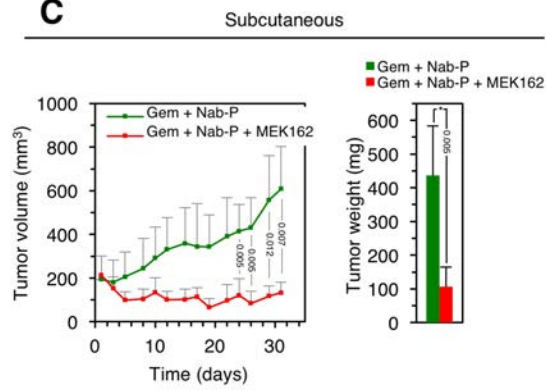 C
Subcutaneous
Gem + Nab-P
Gem + Nab-P + MEK162
1000
800
600
400
200
0
Tumor volume (mm³)
Gem + Nab-P
Gem + Nab-P + MEK162
0.005
0.005
0.012
0.007
0
10
20
30
Time (days)
600
500
400
300
200
100
0
Tumor weight (mg)
*
0.005